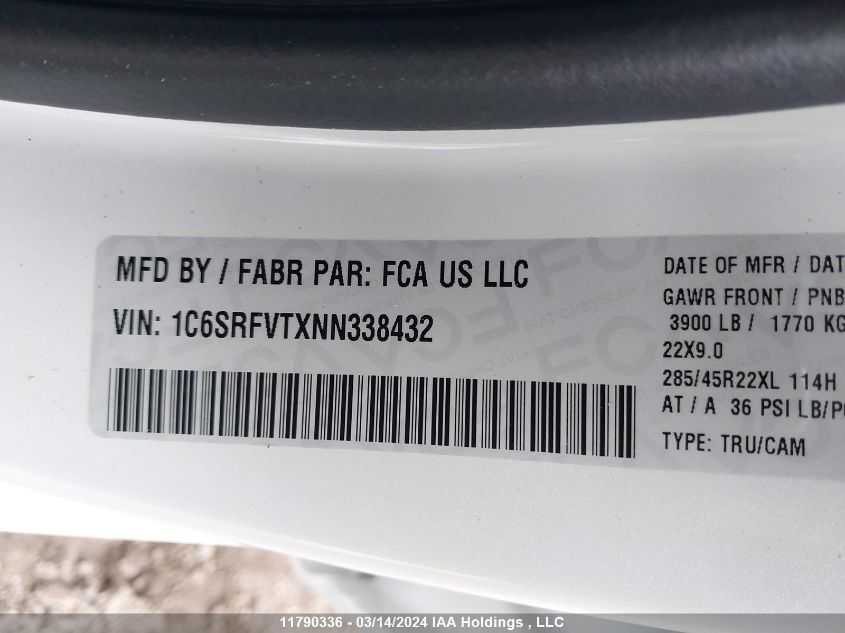 MFD BY / FABR PAR: FCA US LLC
VIN: 1C6SRFVTXNN338432
DATE OF MFR / DAT
GAWR FRONT / PNB
3900 LB / 1770 KG
22X9.0
285/45R22XL 114H
AT / A 36 PSI LB/P
TYPE: TRU/CAM
11790336 - 03/14/2024 IAA Holdings , LLC